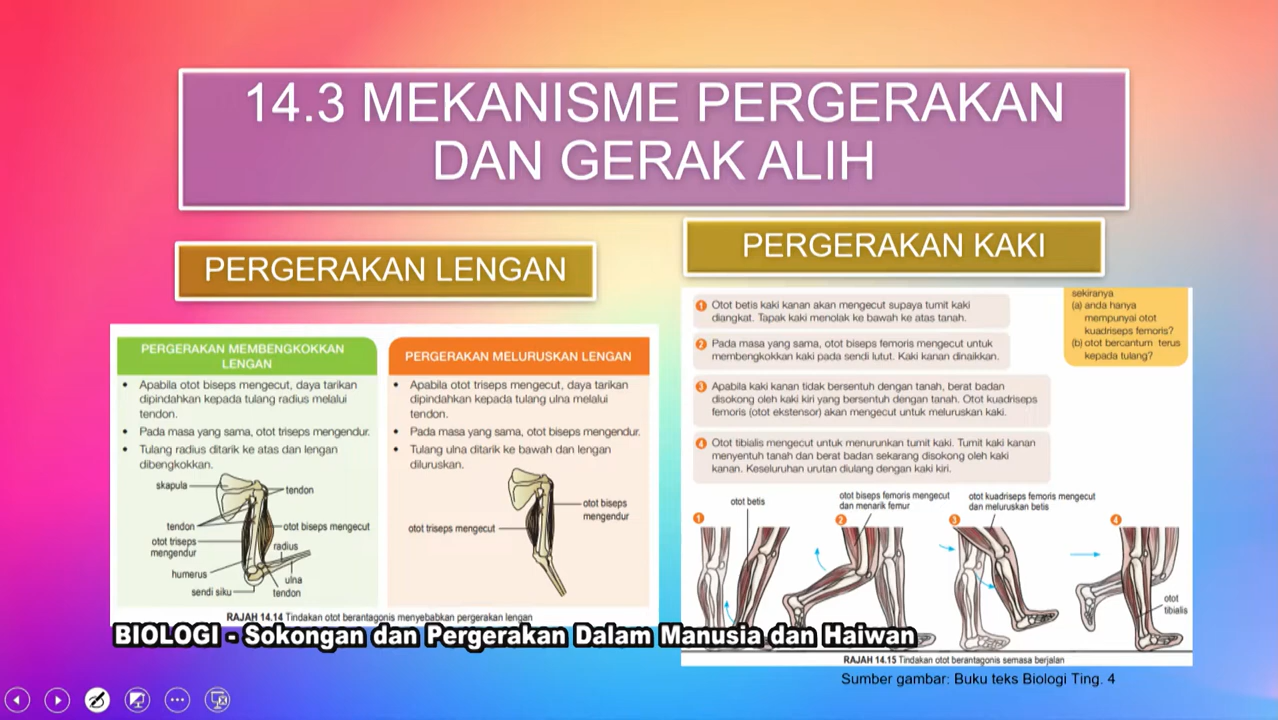 14.3 MEKANISME PERGERAKAN
DAN GERAK ALIH
PERGERAKAN LENGAN
PERGERAKAN MEMBENGKOKKAN
LENGAN
• Apabila otot biseps mengecut, daya tarikan
dipindahkan kepada tulang radius melalui
tendon.
• Pada masa yang sama, otot triseps mengendur.
• Tulang radius ditarik ke atas dan lengan
dibengkokkan.
skapula
tendon
tendon
otot biseps mengecut
otot triseps
mengendur
radius
humerus
ulna
sendi siku
tendon
PERGERAKAN MELURUSKAN LENGAN
• Apabila otot triseps mengecut, daya tarikan
dipindahkan kepada tulang ulna melalui
tendon.
• Pada masa yang sama, otot biseps mengendur.
• Tulang ulna ditarik ke bawah dan lengan
diluruskan.
otot biseps
mengendur
otot triseps mengecut
RAJAH 14.14 Tindakan otot berantagonis menyebabkan pergerakan lengan
PERGERAKAN KAKI
1 Otot betis kaki kanan akan mengecut supaya tumit kaki
diangkat. Tapak kaki menolak ke bawah ke atas tanah.
2 Pada masa yang sama, otot biseps femoris mengecut untuk
membengkokkan kaki pada sendi lutut. Kaki kanan dinaikkan.
3 Apabila kaki kanan tidak bersentuh dengan tanah, berat badan
disokong oleh kaki kiri yang bersentuh dengan tanah. Otot kuadriseps
femoris (otot ekstensor) akan mengecut untuk meluruskan kaki.
4 Otot tibialis mengecut untuk menurunkan tumit kaki. Tumit kaki kanan
menyentuh tanah dan berat badan sekarang disokong oleh kaki
kanan. Keseluruhan urutan diulang dengan kaki kiri.
sekiranya
(a) anda hanya
mempunyai otot
kuadriseps femoris?
(b) otot bercantum terus
kepada tulang?
otot betis
otot biseps femoris mengecut
dan menarik femur
otot kuadriseps femoris mengecut
dan meluruskan betis
1
2
3
4
otot
tibialis
RAJAH 14.15 Tindakan otot berantagonis semasa berjalan
BIOLOGI - Sokongan dan Pergerakan Dalam Manusia dan Haiwan
Sumber gambar: Buku teks Biologi Ting. 4